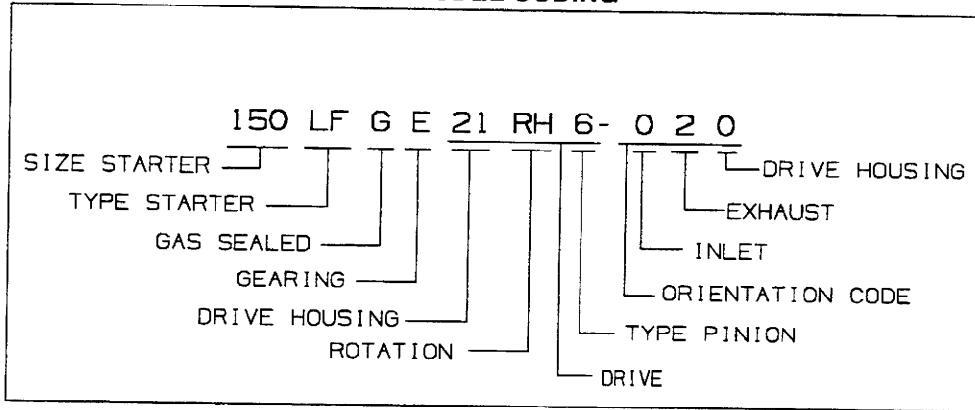 150 LF G E 21 RH 6- 0 2 0
SIZE STARTER
DRIVE HOUSING
TYPE STARTER
EXHAUST
GAS SEALED
INLET
GEARING
ORIENTATION CODE
DRIVE HOUSING
TYPE PINION
ROTATION
DRIVE